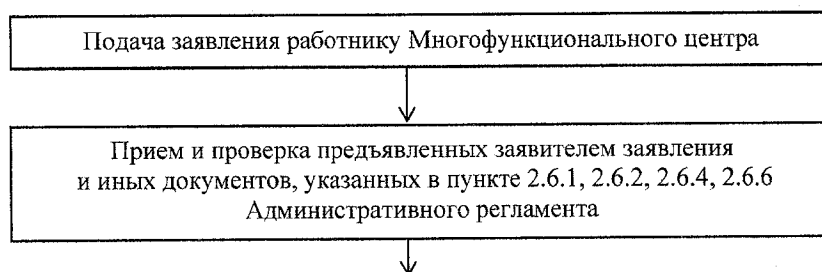 Подача заявления работнику Многофункционального центра
Прием и проверка предъявленных заявителем заявления
и иных документов, указанных в пункте 2.6.1, 2.6.2, 2.6.4, 2.6.6
Административного регламента